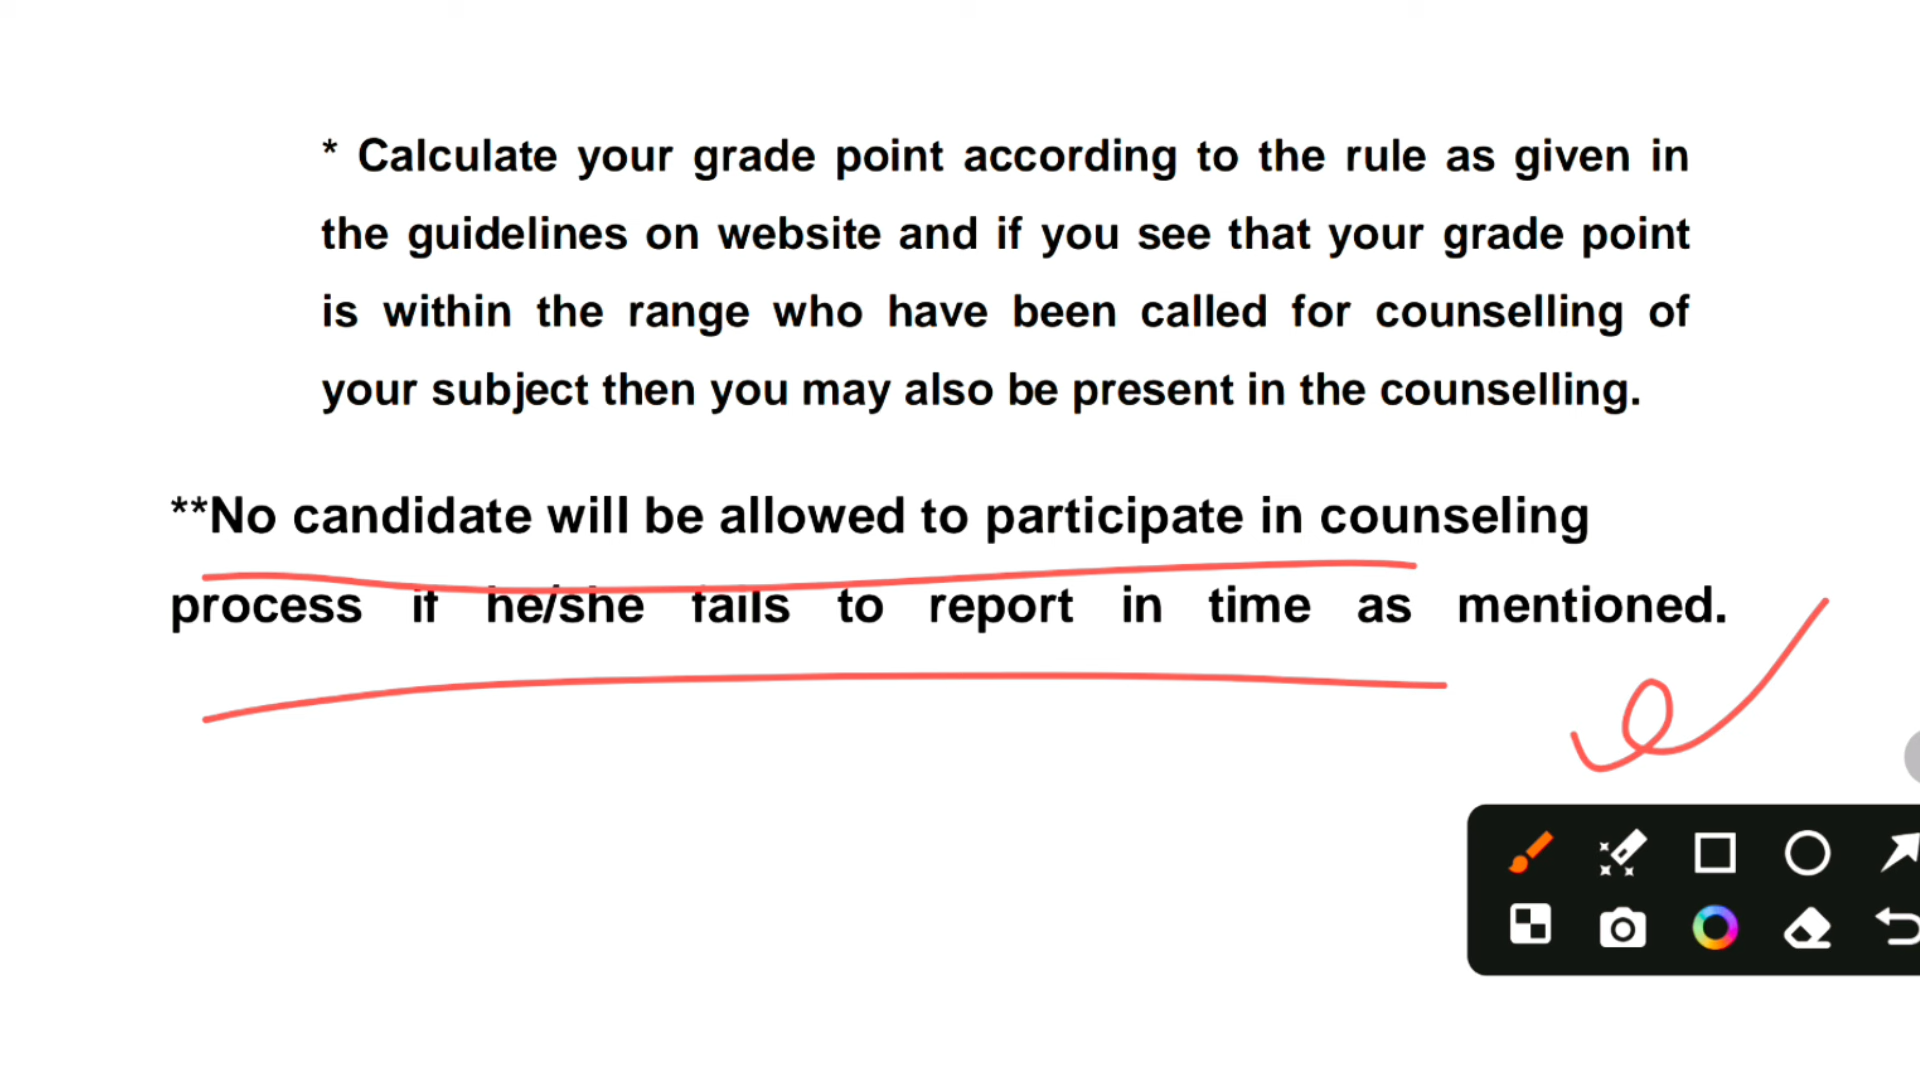 * Calculate your grade point according to the rule as given in
the guidelines on website and if you see that your grade point
is within the range who have been called for counselling of
your subject then you may also be present in the counselling.
**No candidate will be allowed to participate in counseling
process if he/she fails to report in time as mentioned.